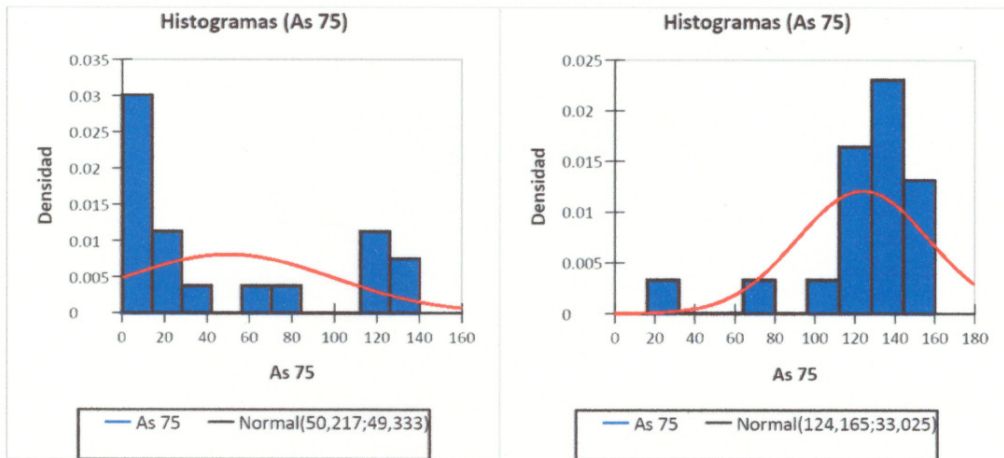 Histogramas (As 75)
0.035
0.03
0.025
0.02
0.015
0.01
0.005
0
Densidad
0 20 40 60 80 100 120 140 160
As 75
As 75 Normal(50,217;49,333)
Histogramas (As 75)
0.025
0.02
0.015
0.01
0.005
0
Densidad
0 20 40 60 80 100 120 140 160 180
As 75
As 75 Normal(124,165;33,025)